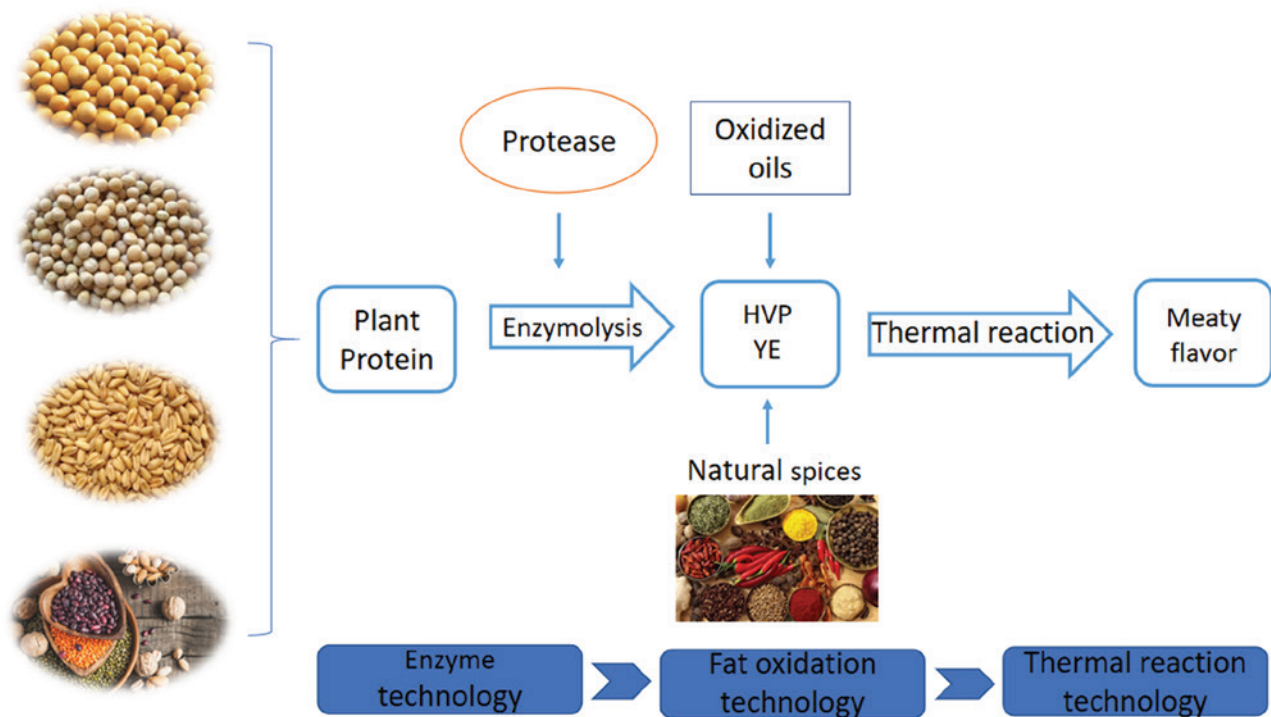 Protease
Oxidized
oils
Plant
Protein
Enzymolysis
HVP
YE
Thermal reaction
Meaty
flavor
Natural spices
Enzyme
technology
Fat oxidation
technology
Thermal reaction
technology